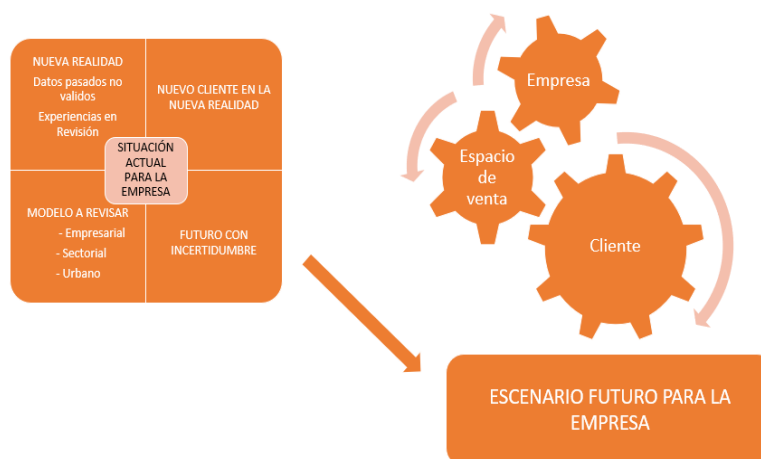 NUEVA REALIDAD
Datos pasados no
validos
Experiencias en
Revisión
NUEVO CLIENTE EN LA
NUEVA REALIDAD
SITUACIÓN
ACTUAL
PARA LA
EMPRESA
MODELO A REVISAR
- Empresarial
- Sectorial
- Urbano
FUTURO CON
INCERTIDUMBRE
Empresa
Espacio
de
venta
Cliente
ESCENARIO FUTURO PARA LA
EMPRESA